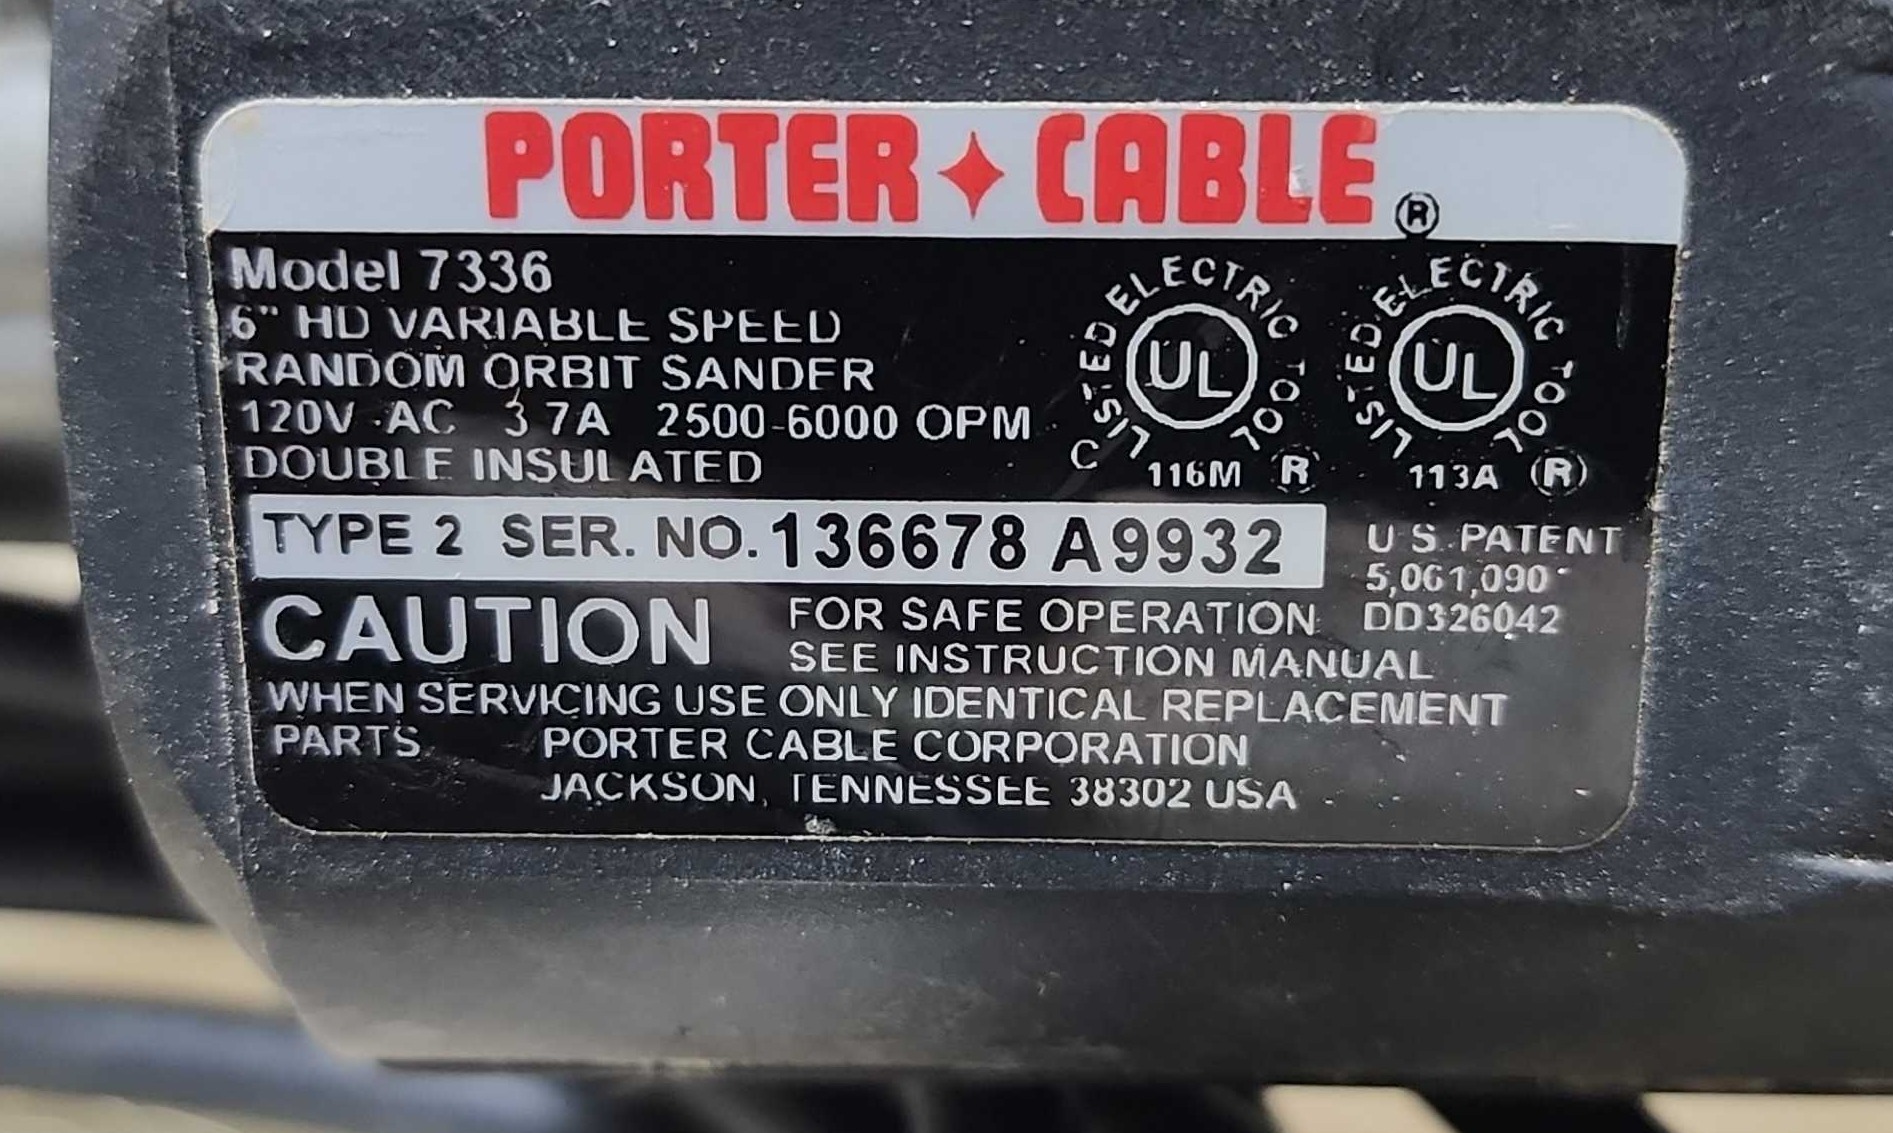 PORTER✦CABLE®
Model 7336
6" HD VARIABLE SPEED
RANDOM ORBIT SANDER
120V AC 3.7A 2500-6000 OPM
DOUBLE INSULATED
LISTED ELECTRIC TOOL
C UL
116M ®
LISTED ELECTRIC TOOL
UL
113A ®
TYPE 2 SER. NO. 136678 A9932
U.S. PATENT
5,061,090
DD326042
CAUTION FOR SAFE OPERATION
SEE INSTRUCTION MANUAL
WHEN SERVICING USE ONLY IDENTICAL REPLACEMENT
PARTS PORTER CABLE CORPORATION
JACKSON, TENNESSEE 38302 USA